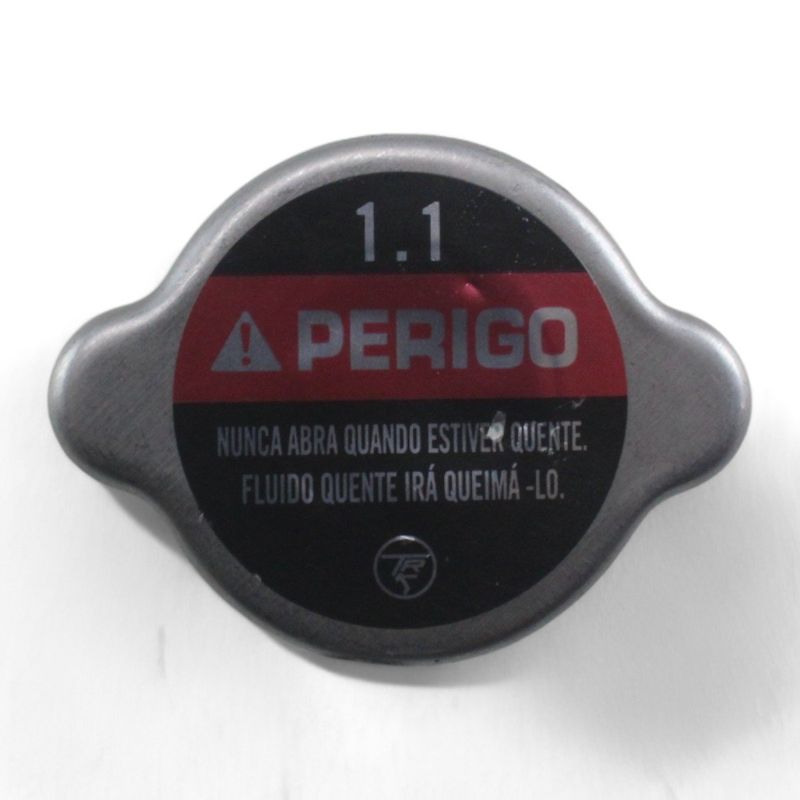 1.1
PERIGO
NUNCA ABRA QUANDO ESTIVER QUENTE.
FLUIDO QUENTE IRÁ QUEIMÁ -LO.